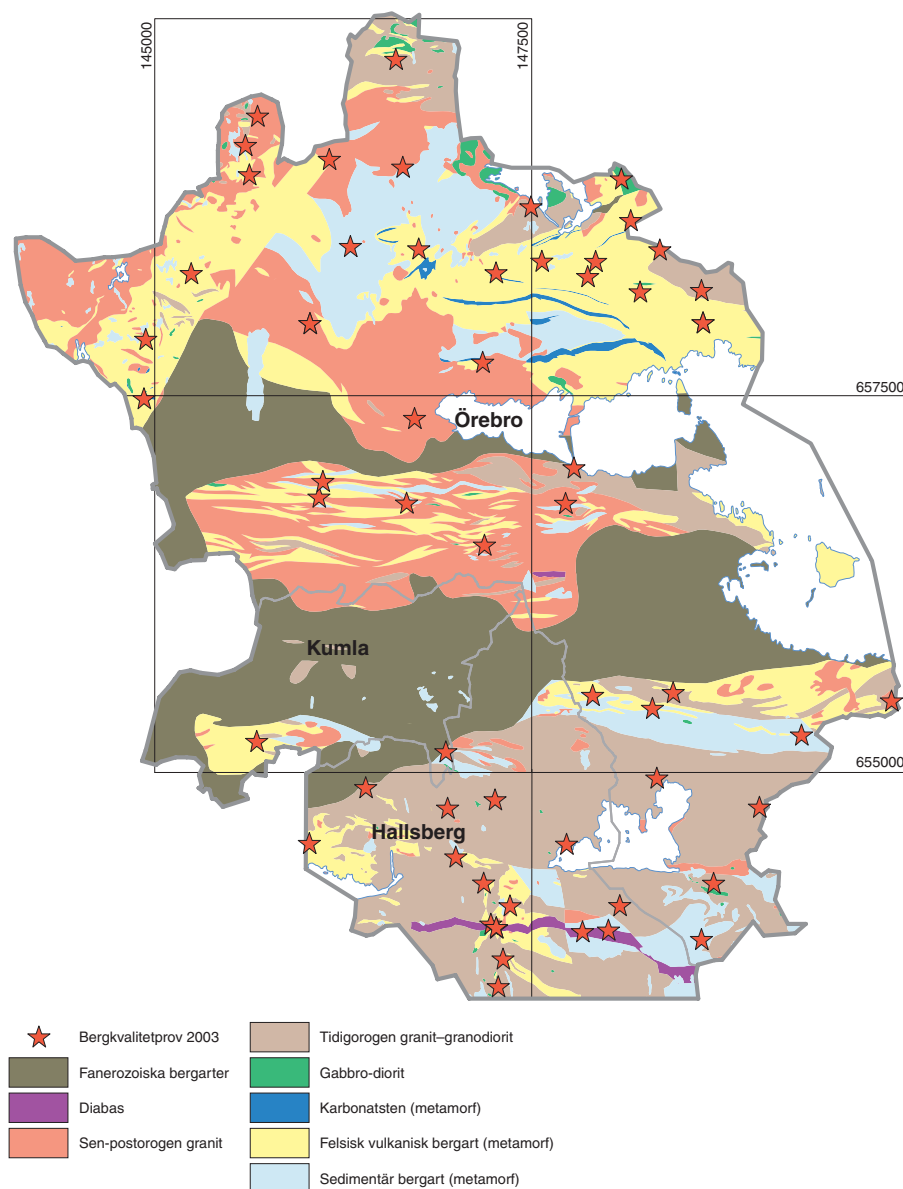 145000
147500
657500
Örebro
Kumla
655000
Hallsberg
Bergkvalitetprov 2003
Fanerozoiska bergarter
Diabas
Sen-postorogen granit
Tidigorogen granit–granodiorit
Gabbro-diorit
Karbonatsten (metamorf)
Felsisk vulkanisk bergart (metamorf)
Sedimentär bergart (metamorf)